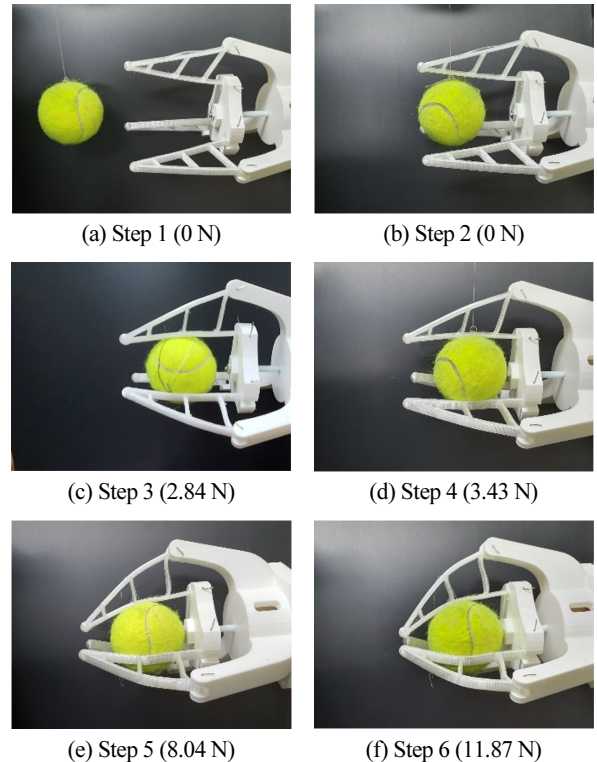 (a) Step 1 (0 N)
(b) Step 2 (0 N)
(c) Step 3 (2.84 N)
(d) Step 4 (3.43 N)
(e) Step 5 (8.04 N)
(f) Step 6 (11.87 N)